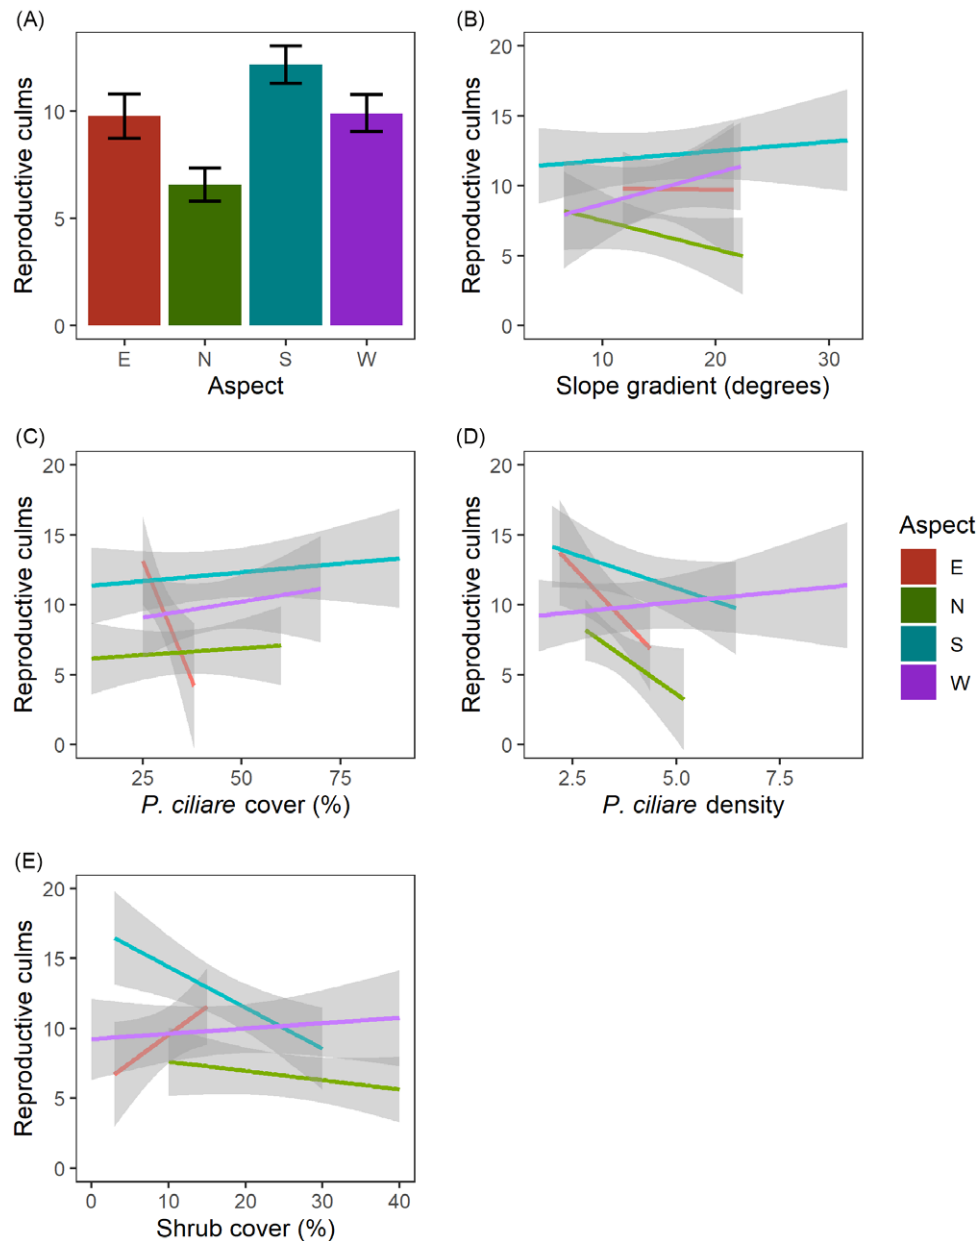 (A)
Reproductive culms
10
5
0
E N S W
Aspect
(B)
Reproductive culms
20
15
10
5
0
10 20 30
Slope gradient (degrees)
(C)
Reproductive culms
20
15
10
5
0
25 50 75
P. ciliare cover (%)
(D)
Reproductive culms
20
15
10
5
0
2.5 5.0 7.5
P. ciliare density
Aspect
E
N
S
W
(E)
Reproductive culms
20
15
10
5
0
0 10 20 30 40
Shrub cover (%)